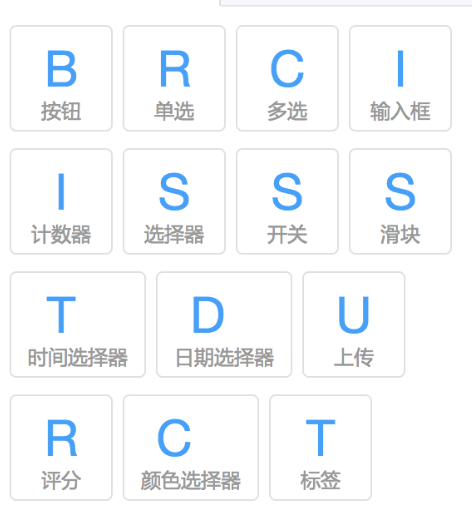 B R C I
按钮 单选 多选 输入框
I S S S
计数器 选择器 开关 滑块
T D U
时间选择器 日期选择器 上传
R C T
评分 颜色选择器 标签